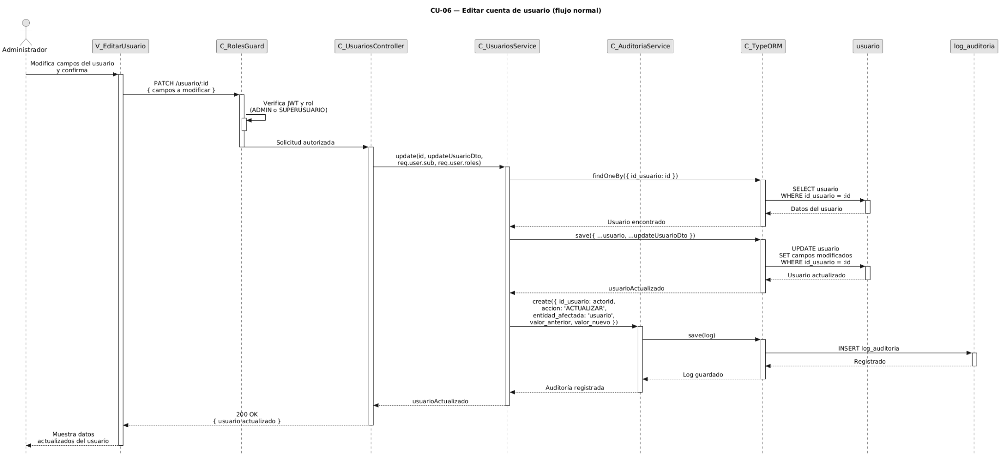 CU-06 — Editar cuenta de usuario (flujo normal)
Administrador
V_EditarUsuario
C_RolesGuard
C_UsuariosController
C_UsuariosService
C_AuditoriaService
C_TypeORM
usuario
log_auditoria
Modifica campos del usuario
y confirma
PATCH /usuario/:id
{ campos a modificar }
Verifica JWT y rol
(ADMIN o SUPERUSUARIO)
Solicitud autorizada
update(id, updateUsuarioDto,
req.user.sub, req.user.roles)
findOneBy({ id_usuario: id })
SELECT usuario
WHERE id_usuario = :id
Datos del usuario
Usuario encontrado
save({ ...usuario, ...updateUsuarioDto })
UPDATE usuario
SET campos modificados
WHERE id_usuario = :id
Usuario actualizado
usuarioActualizado
create({ id_usuario: actorId,
accion: 'ACTUALIZAR',
entidad_afectada: 'usuario',
valor_anterior, valor_nuevo })
save(log)
INSERT log_auditoria
Registrado
Log guardado
Auditoría registrada
usuarioActualizado
200 OK
{ usuario actualizado }
Muestra datos
actualizados del usuario